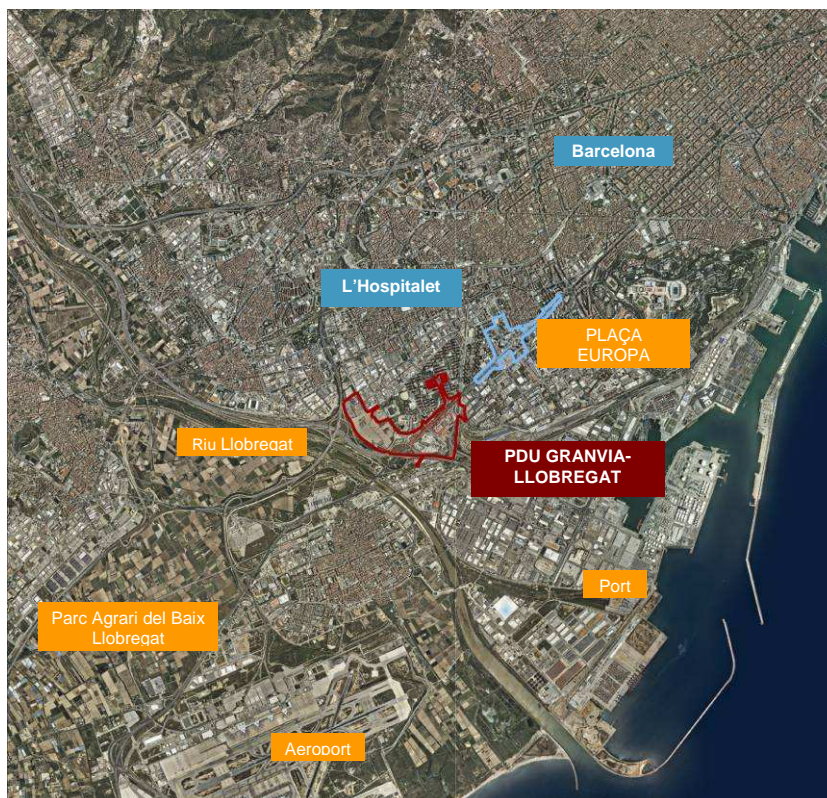 Barcelona
L'Hospitalet
PLAÇA
EUROPA
Riu Llobregat
PDU GRANVIA-
LLOBREGAT
Port
Parc Agrari del Baix
Llobregat
Aeroport